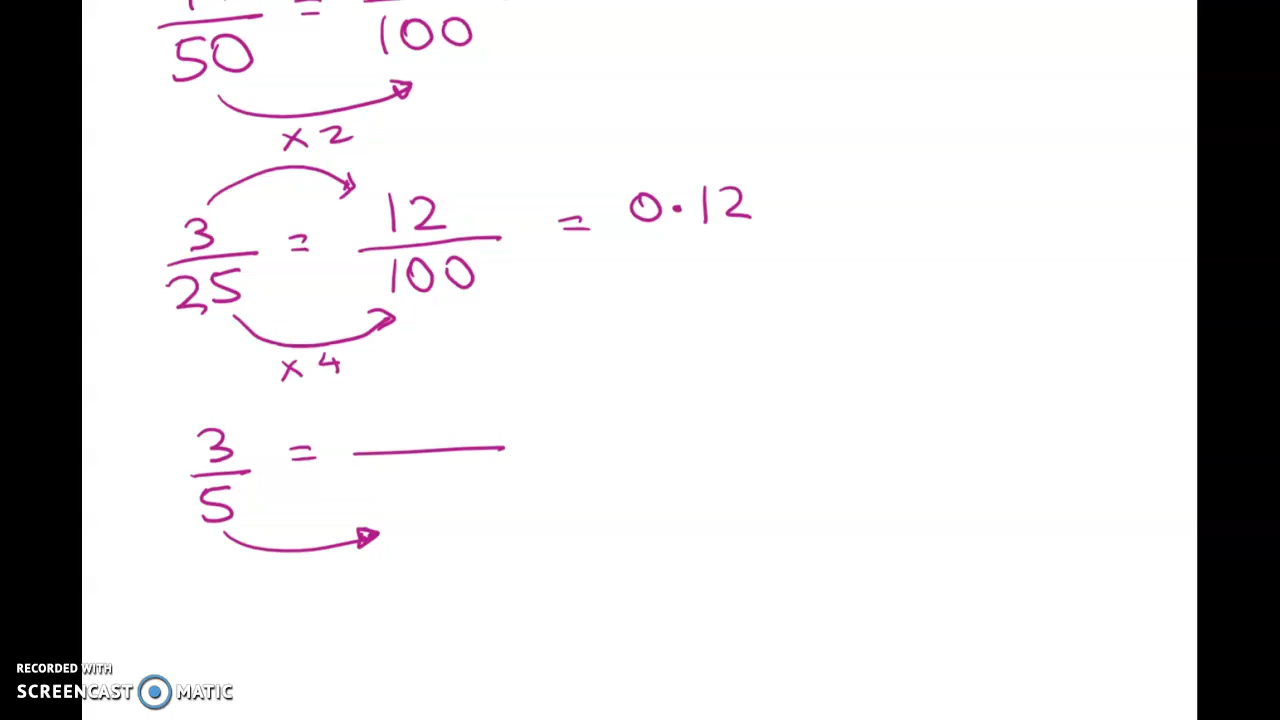 50 = 100
× 2
3/25 = 12/100 = 0.12
× 4
3/5 =
RECORDED WITH
SCREENCAST MATIC